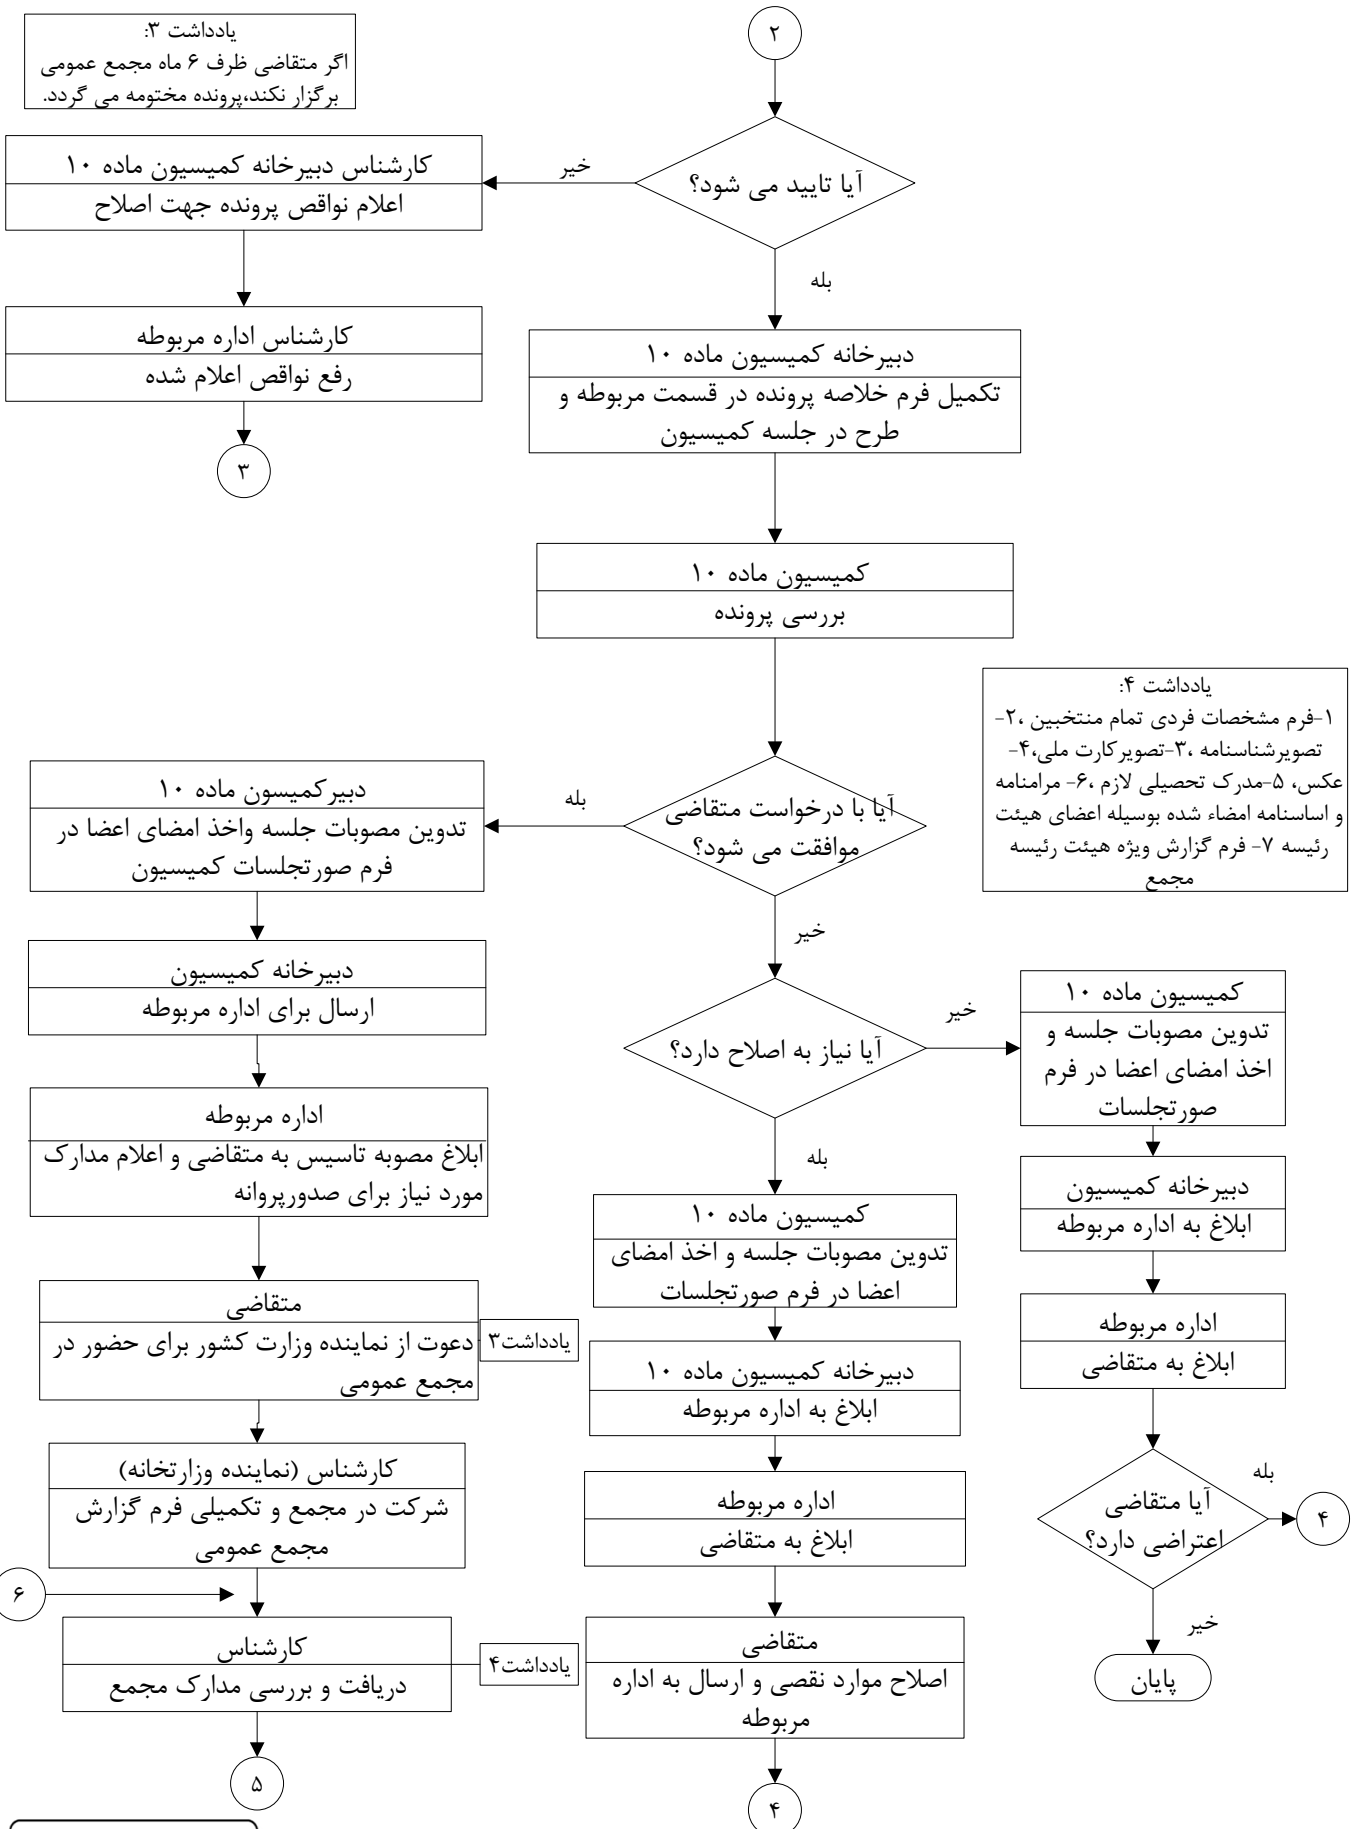 ۲
یادداشت ۳:
اگر متقاضی ظرف ۶ ماه مجمع عمومی
برگزار نکند،پرونده مختومه می گردد.
آیا تایید می شود؟
خیر
بله
کارشناس دبیرخانه کمیسیون ماده ۱۰
اعلام نواقص پرونده جهت اصلاح
کارشناس اداره مربوطه
رفع نواقص اعلام شده
۳
دبیرخانه کمیسیون ماده ۱۰
تکمیل فرم خلاصه پرونده در قسمت مربوطه و
طرح در جلسه کمیسیون
کمیسیون ماده ۱۰
بررسی پرونده
یادداشت ۴:
۱-فرم مشخصات فردی تمام منتخبین ،۲-
تصویرشناسنامه ،۳-تصویرکارت ملی،۴-
عکس، ۵-مدرک تحصیلی لازم ،۶- مرامنامه
و اساسنامه امضاء شده بوسیله اعضای هیئت
رئیسه ۷- فرم گزارش ویژه هیئت رئیسه
مجمع
آیا با درخواست متقاضی
موافقت می شود؟
بله
خیر
دبیرکمیسون ماده ۱۰
تدوین مصوبات جلسه واخذ امضای اعضا در
فرم صورتجلسات کمیسیون
دبیرخانه کمیسیون
ارسال برای اداره مربوطه
اداره مربوطه
ابلاغ مصوبه تاسیس به متقاضی و اعلام مدارک
مورد نیاز برای صدورپروانه
متقاضی
دعوت از نماینده وزارت کشور برای حضور در
مجمع عمومی
یادداشت۳
کارشناس (نماینده وزارتخانه)
شرکت در مجمع و تکمیلی فرم گزارش
مجمع عمومی
۶
کارشناس
دریافت و بررسی مدارک مجمع
یادداشت۴
۵
آیا نیاز به اصلاح دارد؟
خیر
بله
کمیسیون ماده ۱۰
تدوین مصوبات جلسه و اخذ امضای
اعضا در فرم صورتجلسات
دبیرخانه کمیسیون ماده ۱۰
ابلاغ به اداره مربوطه
اداره مربوطه
ابلاغ به متقاضی
متقاضی
اصلاح موارد نقصی و ارسال به اداره
مربوطه
۴
کمیسیون ماده ۱۰
تدوین مصوبات جلسه و
اخذ امضای اعضا در فرم
صورتجلسات
دبیرخانه کمیسیون
ابلاغ به اداره مربوطه
اداره مربوطه
ابلاغ به متقاضی
آیا متقاضی
اعتراضی دارد؟
بله
۴
خیر
پایان